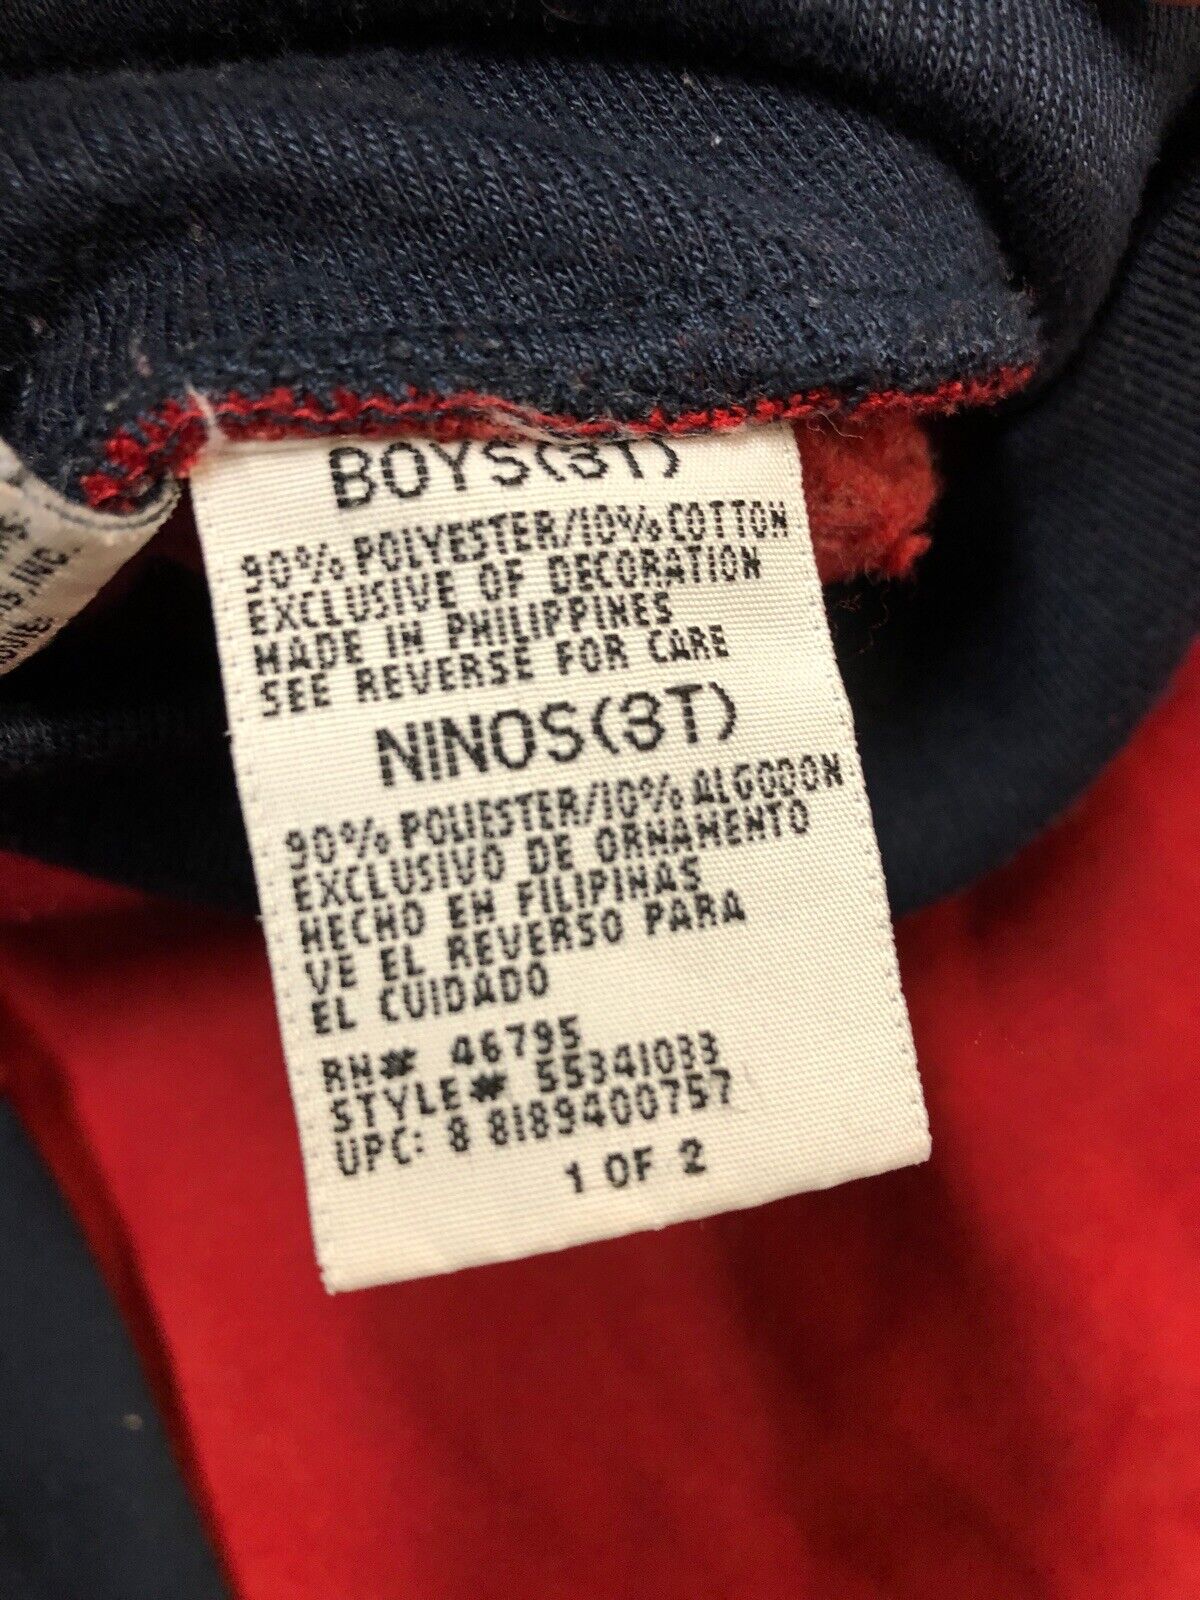 BOYS(3T)
90% POLYESTER/10% COTTON
EXCLUSIVE OF DECORATION
MADE IN PHILIPPINES
SEE REVERSE FOR CARE
NINOS(3T)
90% POLIESTER/10% ALGODON
EXCLUSIVO DE ORNAMENTO
HECHO EN FILIPINAS
VE EL REVERSO PARA
EL CUIDADO
RN# 46795
STYLE# 55341033
UPC: 8 8189400757
1 OF 2
INC.